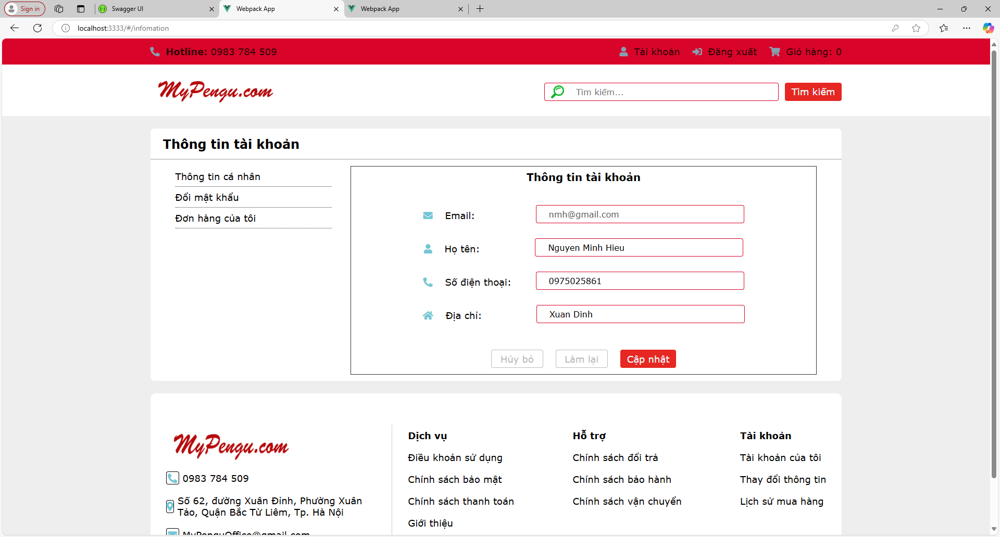 Sign in
Swagger UI
Webpack App
Webpack App
localhost:3333/#/infomation
Hotline: 0983 784 509
Tài khoản
Đăng xuất
Giỏ hàng: 0
MyPengu.com
Tìm kiếm...
Tìm kiếm
Thông tin tài khoản
Thông tin cá nhân
Đổi mật khẩu
Đơn hàng của tôi
Thông tin tài khoản
Email:
nmh@gmail.com
Họ tên:
Nguyen Minh Hieu
Số điện thoại:
0975025861
Địa chỉ:
Xuan Dinh
Hủy bỏ
Làm lại
Cập nhật
MyPengu.com
0983 784 509
Số 62, đường Xuân Đỉnh, Phường Xuân
Tảo, Quận Bắc Từ Liêm, Tp. Hà Nội
MyPenguOffice@gmail.com
Dịch vụ
Điều khoản sử dụng
Chính sách bảo mật
Chính sách thanh toán
Giới thiệu
Hỗ trợ
Chính sách đổi trả
Chính sách bảo hành
Chính sách vận chuyển
Tài khoản
Tài khoản của tôi
Thay đổi thông tin
Lịch sử mua hàng